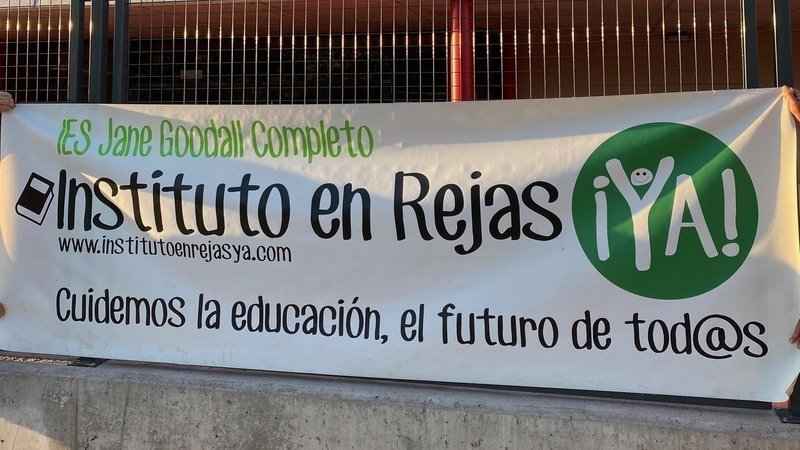 IES Jane Goodall Completo
Instituto en Rejas
¡YA!
www.institutoenrejasya.com
Cuidemos la educación, el futuro de tod@s